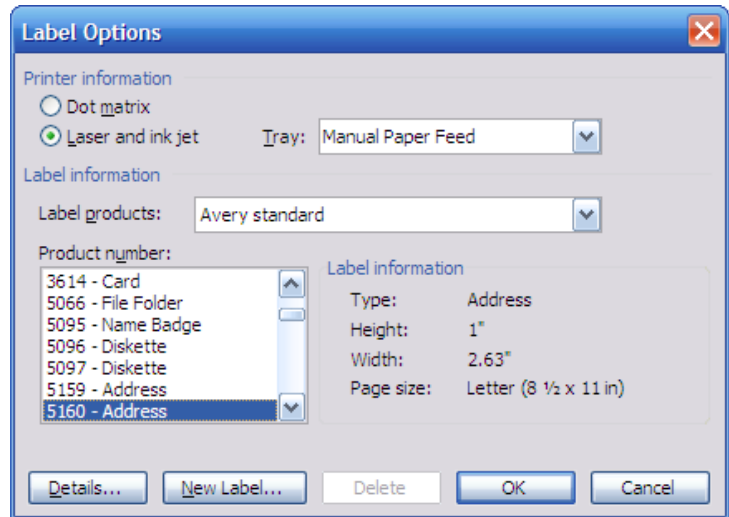 Label Options
Printer information
Dot matrix
Laser and ink jet Tray: Manual Paper Feed
Label information
Label products: Avery standard
Product number:
3614 - Card
5066 - File Folder
5095 - Name Badge
5096 - Diskette
5097 - Diskette
5159 - Address
5160 - Address
Label information
Type: Address
Height: 1"
Width: 2.63"
Page size: Letter (8 ½ x 11 in)
Details... New Label... Delete OK Cancel